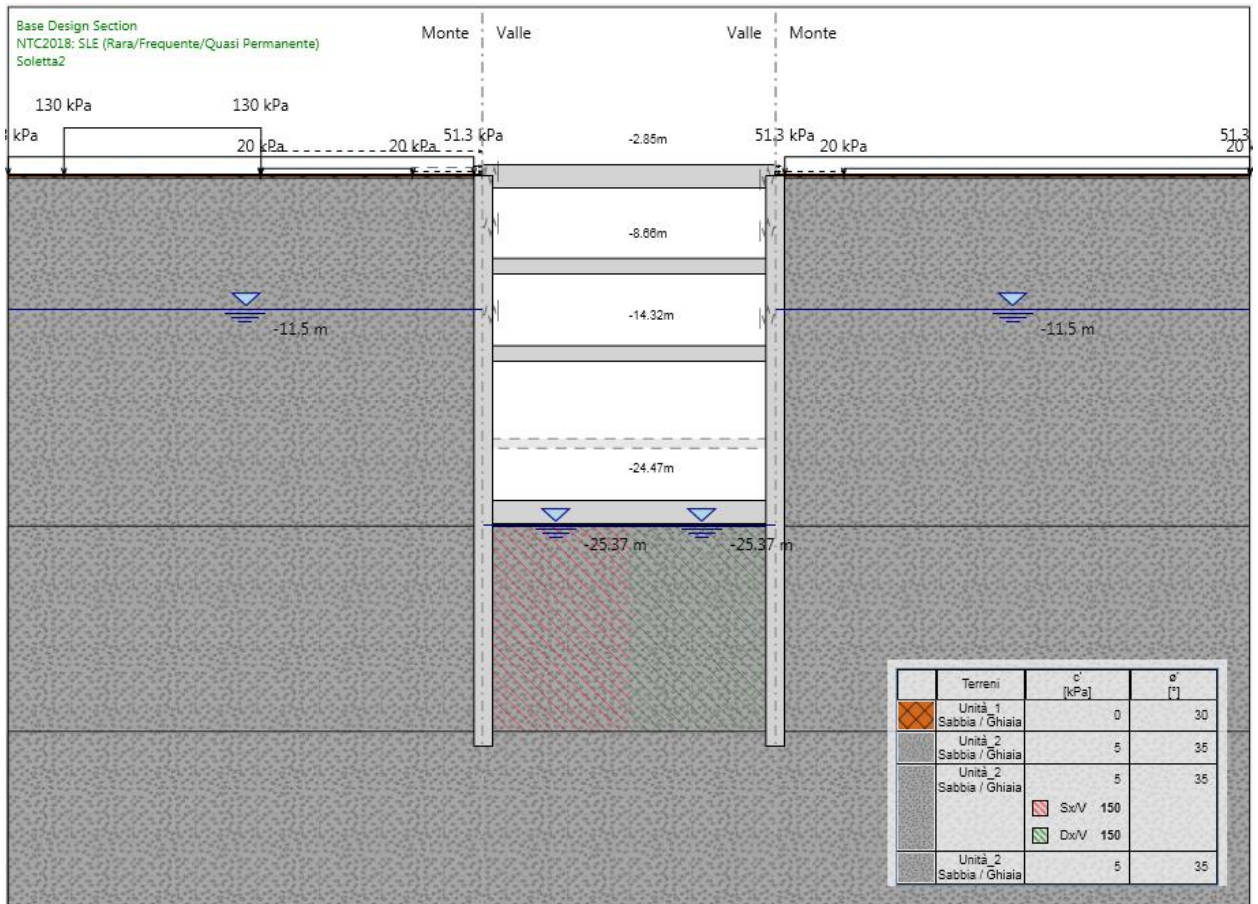 Base Design Section
NTC2018: SLE (Rara/Frequente/Quasi Permanente)
Soletta2
Monte Valle Valle Monte
130 kPa 130 kPa
kPa 20 kPa 20 kPa 51.3 kPa -2.85m 51.3 kPa 20 kPa 51.3
20
-8.66m
-11,5 m -14.32m -11,5 m
-24.47m
-25,37 m -25,37 m
Terreni c' [kPa] ø' [°]
Unità_1 Sabbia / Ghiaia 0 30
Unità_2 Sabbia / Ghiaia 5 35
Unità_2 Sabbia / Ghiaia 5 35
Sx/V 150
Dx/V 150
Unità_2 Sabbia / Ghiaia 5 35